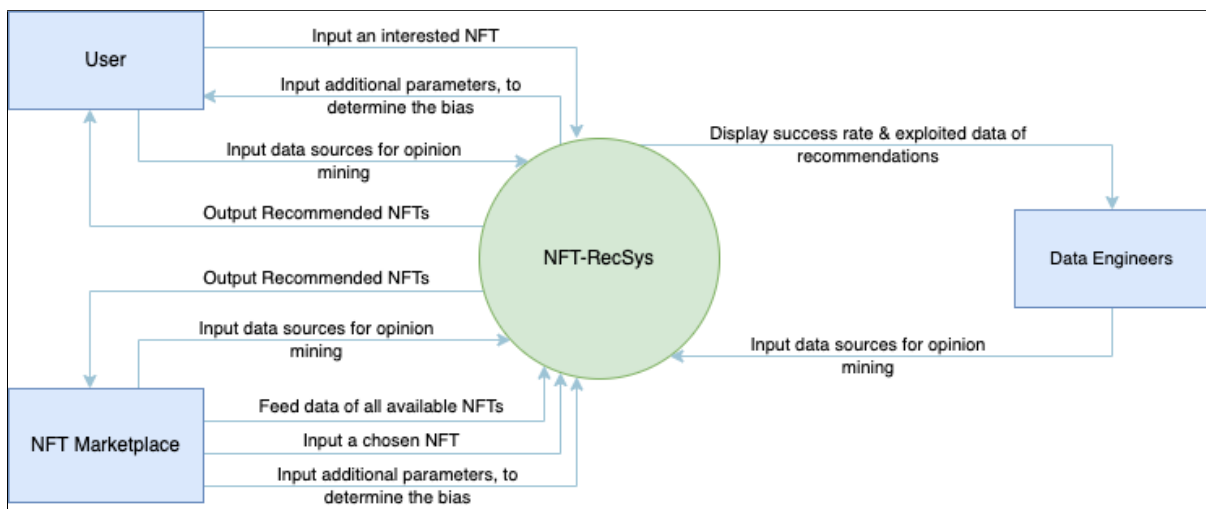 User
Input an interested NFT
Input additional parameters, to
determine the bias
Input data sources for opinion
mining
Output Recommended NFTs
Display success rate & exploited data of
recommendations
NFT-RecSys
Data Engineers
Output Recommended NFTs
Input data sources for opinion
mining
Input data sources for opinion
mining
NFT Marketplace
Feed data of all available NFTs
Input a chosen NFT
Input additional parameters, to
determine the bias